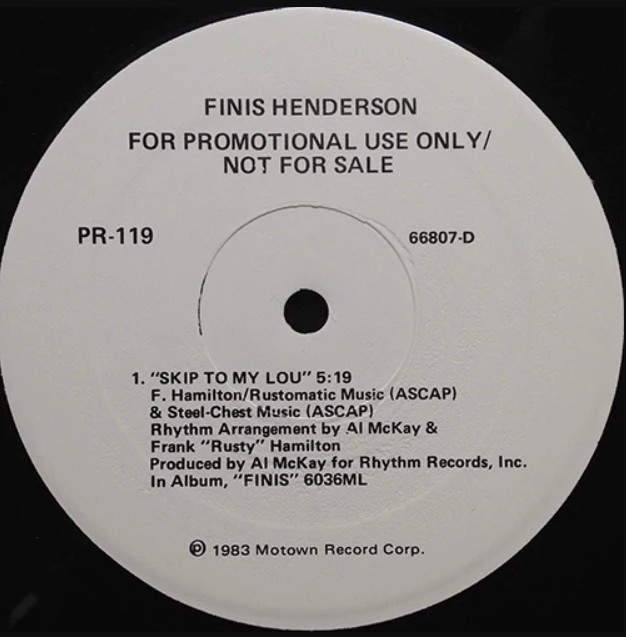 FINIS HENDERSON
FOR PROMOTIONAL USE ONLY/
NOT FOR SALE
PR-119
66807-D
1. "SKIP TO MY LOU" 5:19
F. Hamilton/Rustomatic Music (ASCAP)
& Steel-Chest Music (ASCAP)
Rhythm Arrangement by Al McKay &
Frank "Rusty" Hamilton
Produced by Al McKay for Rhythm Records, Inc.
In Album, "FINIS" 6036ML
℗ 1983 Motown Record Corp.